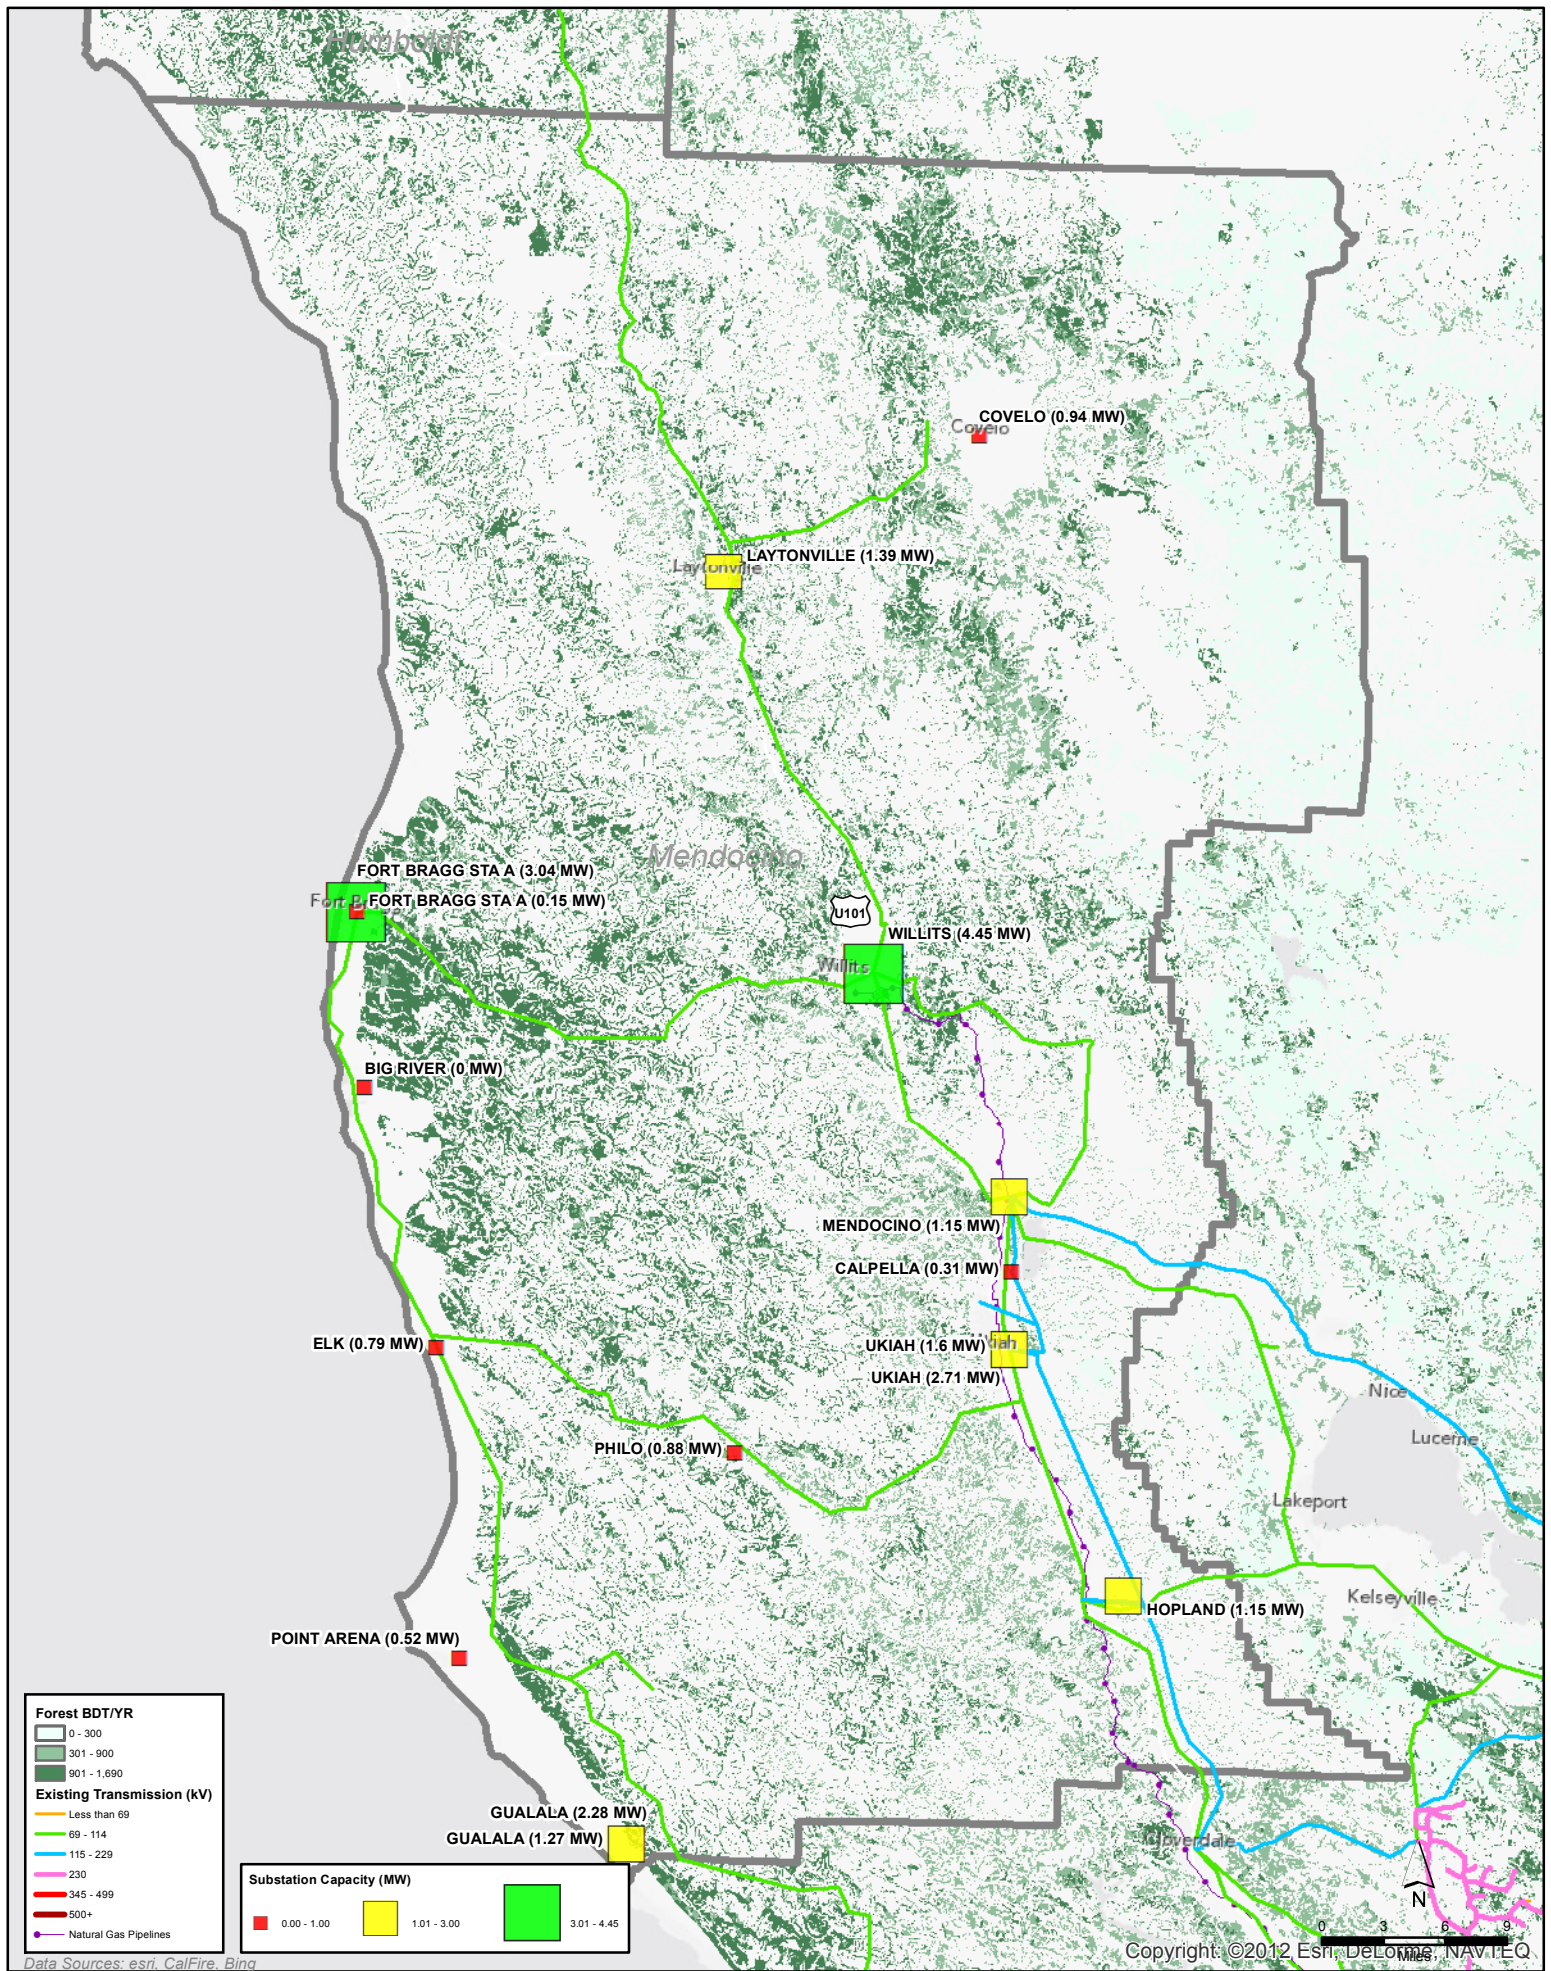 Humboldt
COVELO (0.94 MW)
Covelo
LAYTONVILLE (1.39 MW)
Laytonville
Mendocino
FORT BRAGG STA A (3.04 MW)
Fort Bragg
FORT BRAGG STA A (0.15 MW)
U101
WILLITS (4.45 MW)
Willits
BIG RIVER (0 MW)
MENDOCINO (1.15 MW)
CALPELLA (0.31 MW)
ELK (0.79 MW)
UKIAH (1.6 MW)
Ukiah
UKIAH (2.71 MW)
Nice
Lucerne
PHILO (0.88 MW)
Lakeport
Kelseyville
HOPLAND (1.15 MW)
POINT ARENA (0.52 MW)
GUALALA (2.28 MW)
GUALALA (1.27 MW)
Cloverdale
Forest BDT/YR
0 - 300
301 - 900
901 - 1,690
Existing Transmission (kV)
Less than 69
69 - 114
115 - 229
230
345 - 499
500+
Natural Gas Pipelines
Substation Capacity (MW)
0.00 - 1.00
1.01 - 3.00
3.01 - 4.45
N
0 3 6 9
Miles
Copyright: ©2012 Esri, DeLorme, NAVTEQ
Data Sources: esri, CalFire, Bing